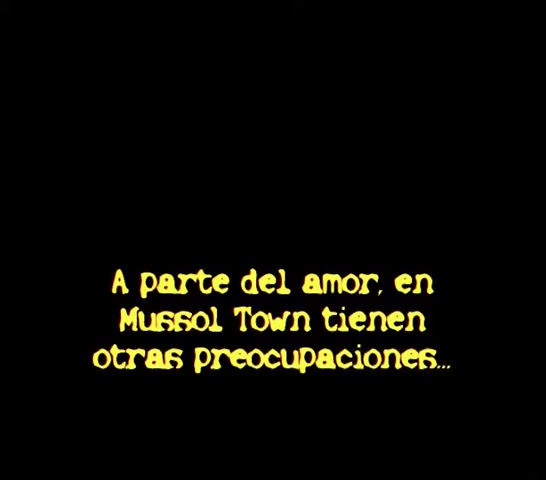 A parte del amor, en
Mussol Town tienen
otras preocupaciones...